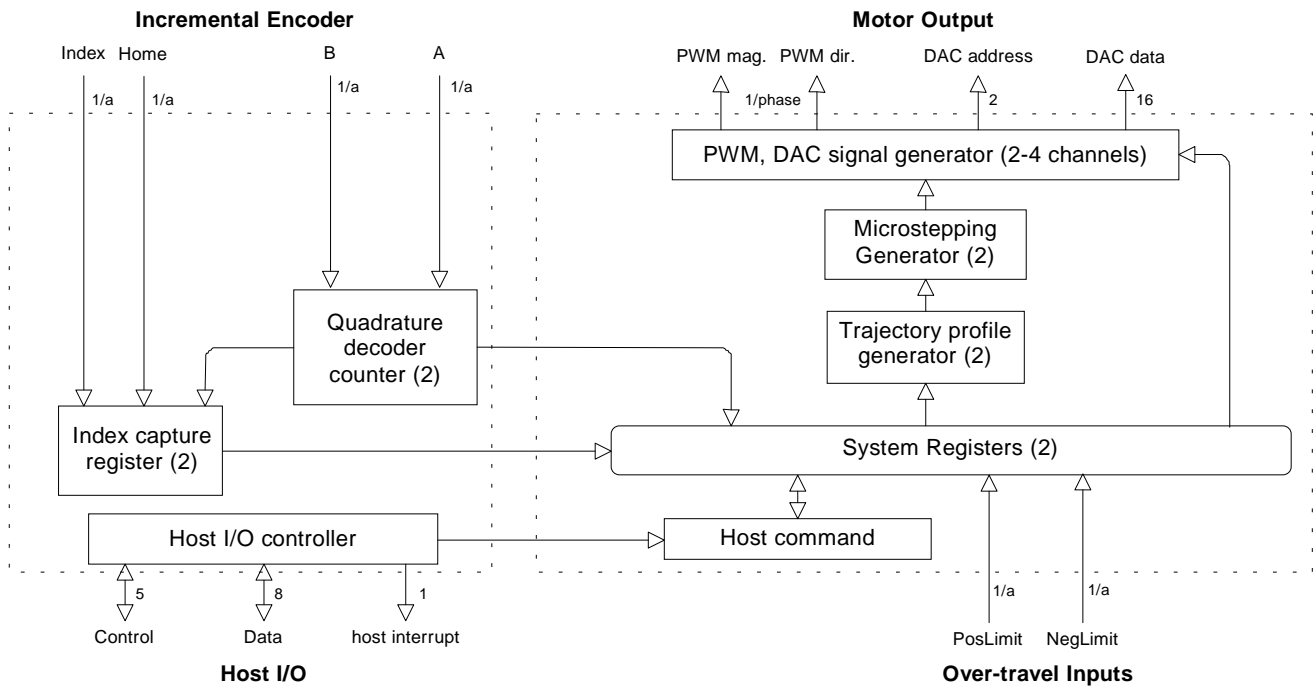 Incremental Encoder
Motor Output
Index
Home
B
A
PWM mag.
PWM dir.
DAC address
DAC data
1/a
1/a
1/a
1/a
1/phase
2
16
PWM, DAC signal generator (2-4 channels)
Microstepping
Generator (2)
Quadrature
decoder
counter (2)
Trajectory profile
generator (2)
Index capture
register (2)
System Registers (2)
Host I/O controller
Host command
5
8
1
1/a
1/a
Control
Data
host interrupt
PosLimit
NegLimit
Host I/O
Over-travel Inputs